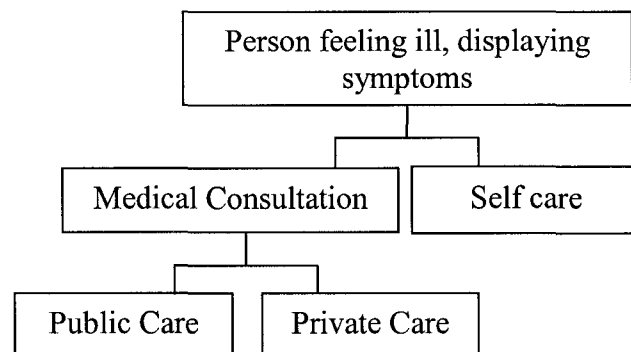 Person feeling ill, displaying
symptoms
Medical Consultation
Self care
Public Care
Private Care